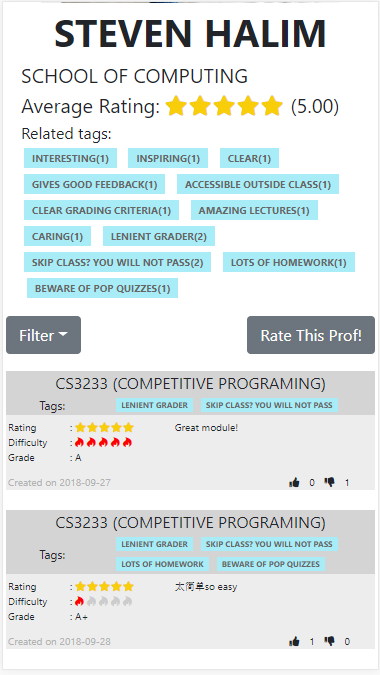 STEVEN HALIM
SCHOOL OF COMPUTING
Average Rating: (5.00)
Related tags:
INTERESTING(1) INSPIRING(1) CLEAR(1)
GIVES GOOD FEEDBACK(1) ACCESSIBLE OUTSIDE CLASS(1)
CLEAR GRADING CRITERIA(1) AMAZING LECTURES(1)
CARING(1) LENIENT GRADER(2)
SKIP CLASS? YOU WILL NOT PASS(2) LOTS OF HOMEWORK(1)
BEWARE OF POP QUIZZES(1)
Filter Rate This Prof!
CS3233 (COMPETITIVE PROGRAMING)
Tags: LENIENT GRADER SKIP CLASS? YOU WILL NOT PASS
Rating : Great module!
Difficulty :
Grade : A
Created on 2018-09-27 0 1
CS3233 (COMPETITIVE PROGRAMING)
Tags: LENIENT GRADER SKIP CLASS? YOU WILL NOT PASS
LOTS OF HOMEWORK BEWARE OF POP QUIZZES
Rating : 太简单so easy
Difficulty :
Grade : A+
Created on 2018-09-28 1 0